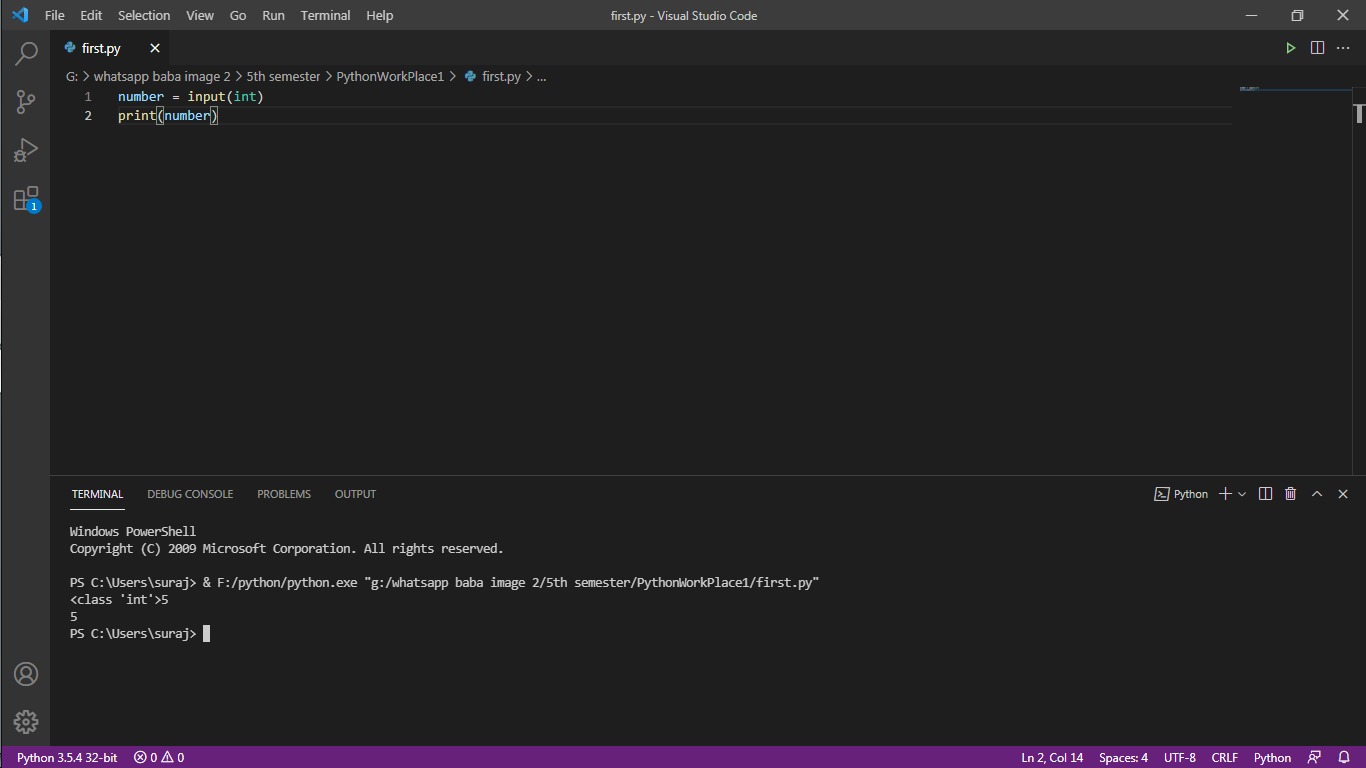 File Edit Selection View Go Run Terminal Help first.py - Visual Studio Code
first.py
G: > whatsapp baba image 2 > 5th semester > PythonWorkPlace1 > first.py > ...
1 number = input(int)
2 print(number)
1
TERMINAL DEBUG CONSOLE PROBLEMS OUTPUT Python
Windows PowerShell
Copyright (C) 2009 Microsoft Corporation. All rights reserved.
PS C:\Users\suraj> & F:/python/python.exe "g:/whatsapp baba image 2/5th semester/PythonWorkPlace1/first.py"
<class 'int'>5
5
PS C:\Users\suraj>
Python 3.5.4 32-bit 0 0 Ln 2, Col 14 Spaces: 4 UTF-8 CRLF Python